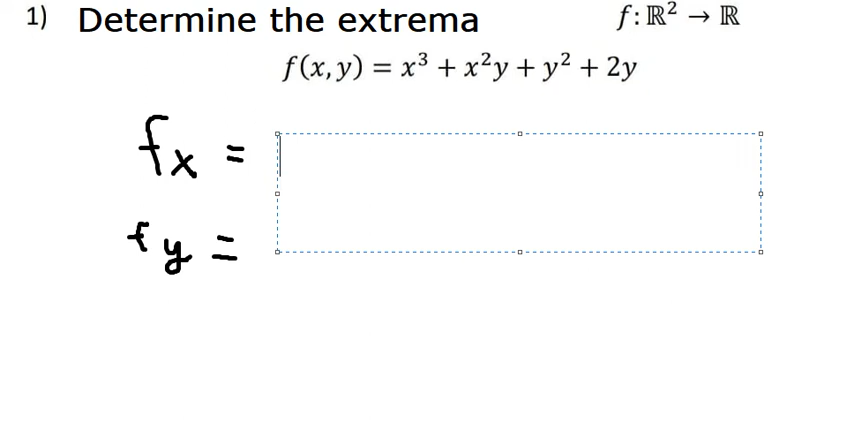 1) Determine the extrema f: ℝ² → ℝ
f(x, y) = x³ + x²y + y² + 2y
fx =
fy =